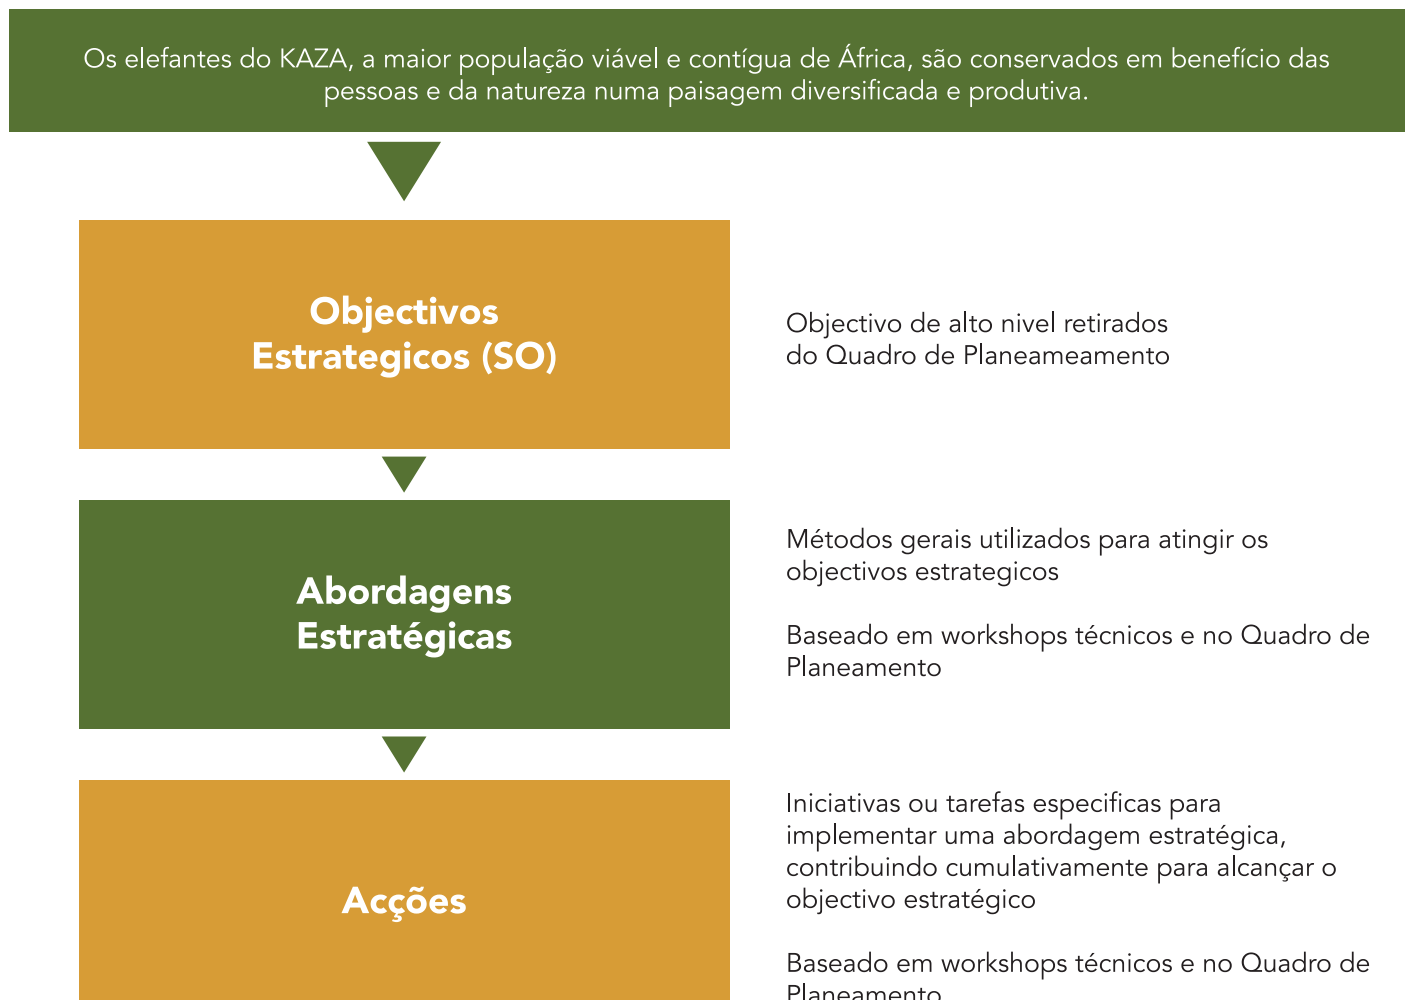 Os elefantes do KAZA, a maior população viável e contígua de África, são conservados em benefício das
pessoas e da natureza numa paisagem diversificada e produtiva.
Objectivos
Estrategicos (SO)
Objectivo de alto nivel retirados
do Quadro de Planeameamento
Abordagens
Estratégicas
Métodos gerais utilizados para atingir os
objectivos estrategicos
Baseado em workshops técnicos e no Quadro de
Planeamento
Acções
Iniciativas ou tarefas especificas para
implementar uma abordagem estratégica,
contribuindo cumulativamente para alcançar o
objectivo estratégico
Baseado em workshops técnicos e no Quadro de
Planeamento